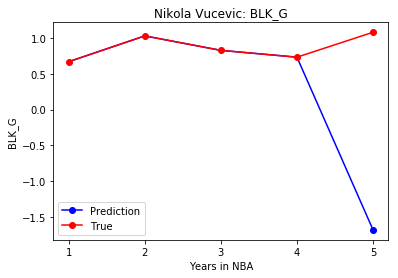 Nikola Vucevic: BLK_G
BLK_G
1.0
0.5
0.0
−0.5
−1.0
−1.5
Prediction
True
1 2 3 4 5
Years in NBA